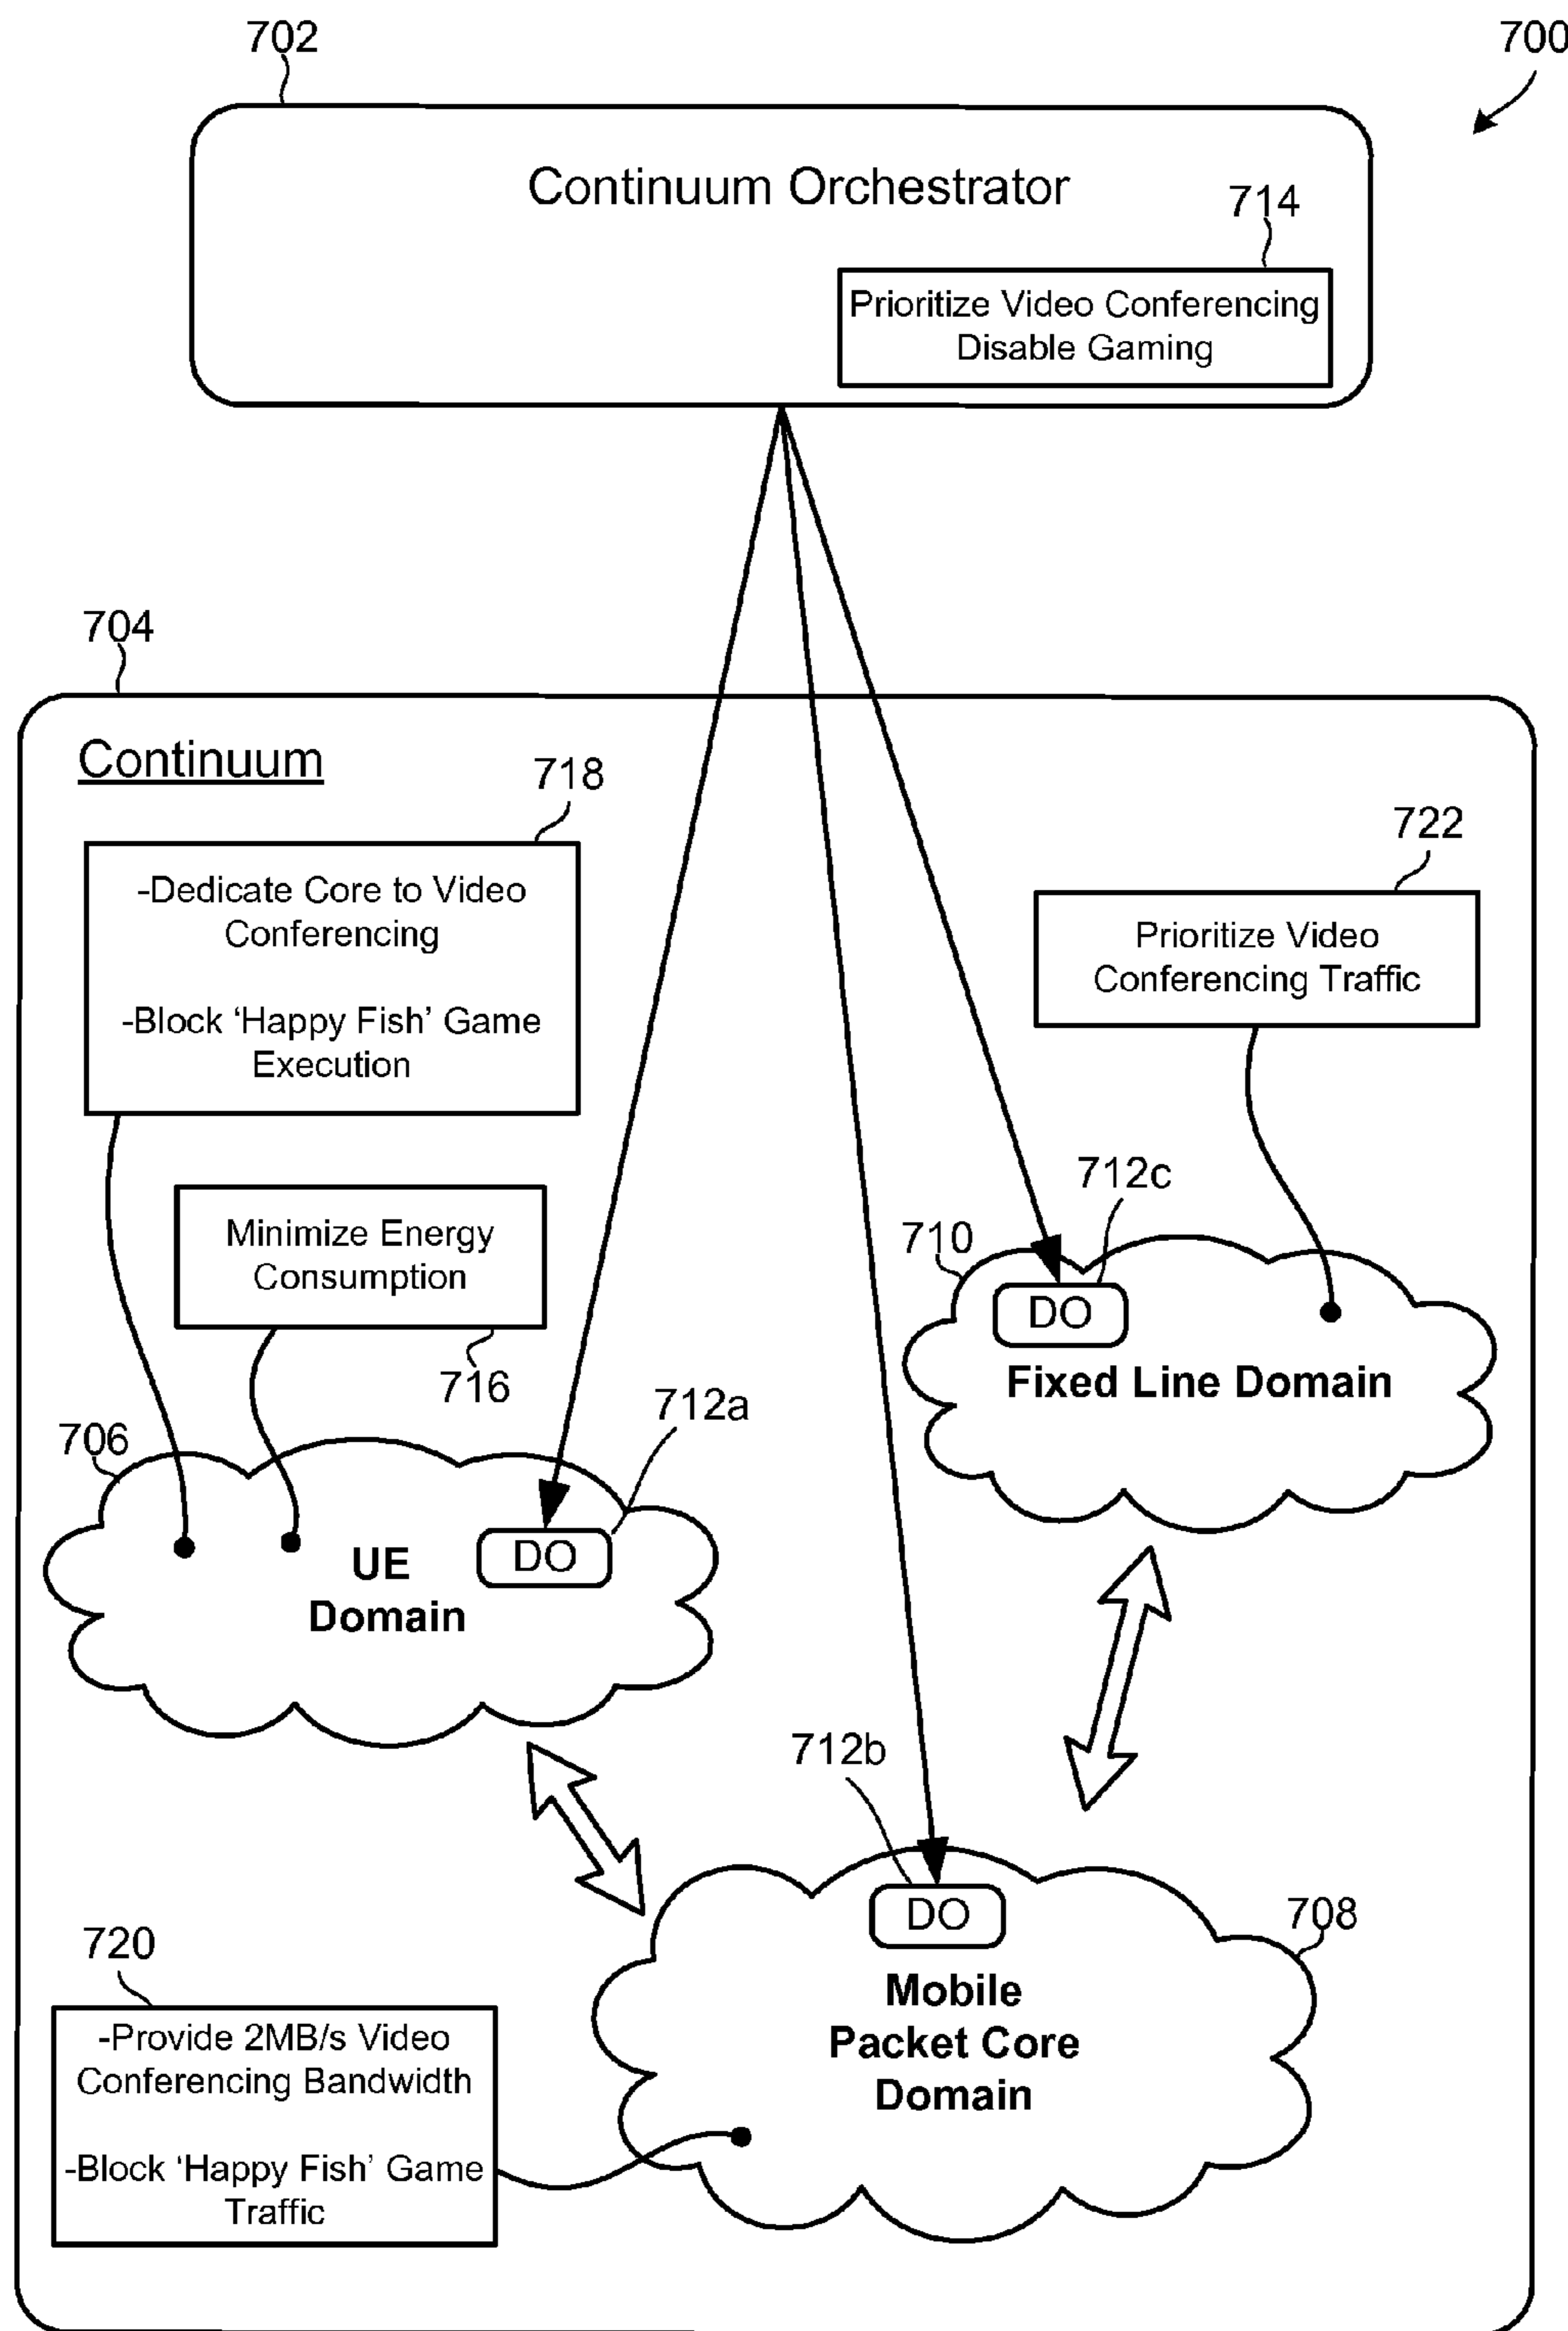 702
700
Continuum Orchestrator
714
Prioritize Video Conferencing
Disable Gaming
704
Continuum
718
-Dedicate Core to Video
Conferencing
-Block ‘Happy Fish’ Game
Execution
722
Prioritize Video
Conferencing Traffic
Minimize Energy
Consumption
716
712c
710
DO
Fixed Line Domain
706
712a
DO
UE
Domain
712b
DO
708
Mobile
Packet Core
Domain
720
-Provide 2MB/s Video
Conferencing Bandwidth
-Block ‘Happy Fish’ Game
Traffic